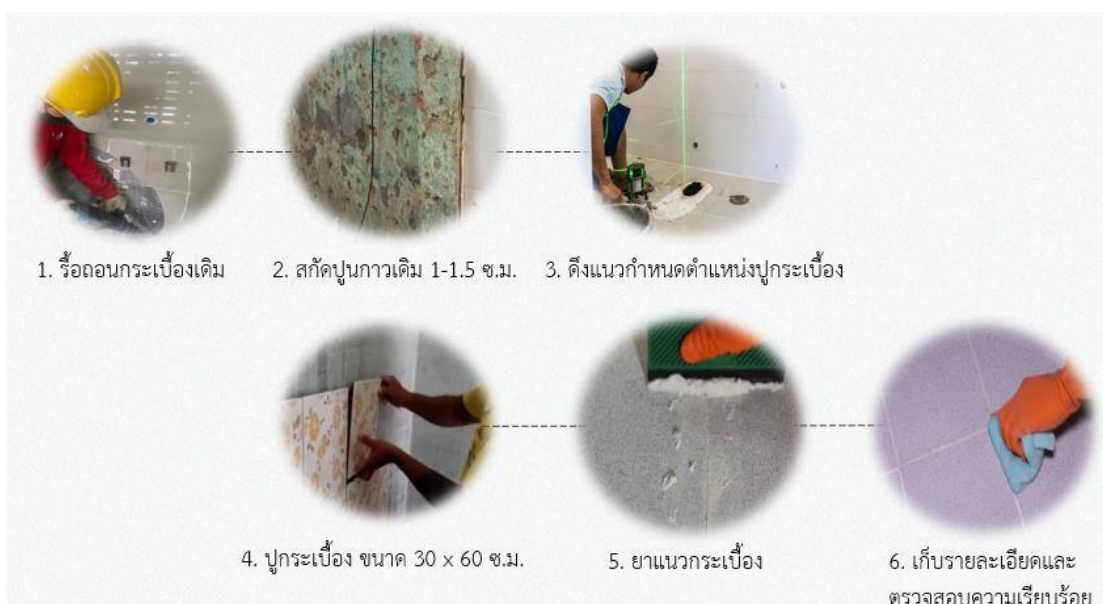 1. รื้อถอนกระเบื้องเดิม
2. สกัดปูนกาวเดิม 1-1.5 ซ.ม.
3. ดึงแนวกำหนดตำแหน่งปูกระเบื้อง
4. ปูกระเบื้อง ขนาด 30 x 60 ซ.ม.
5. ยาแนวกระเบื้อง
6. เก็บรายละเอียดและ
ตรวจสอบความเรียบร้อย